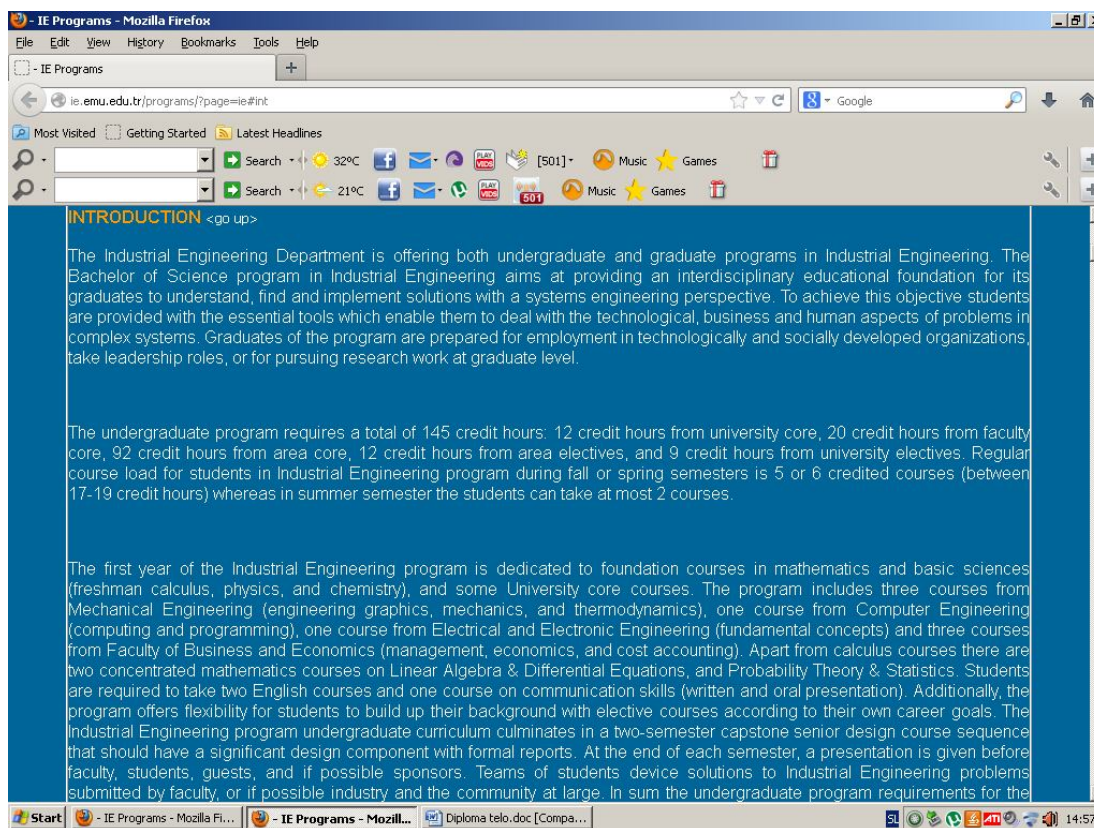 - IE Programs - Mozilla Firefox
File Edit View History Bookmarks Tools Help
- IE Programs +
ie.emu.edu.tr/programs/?page=ie#int Google
Most Visited Getting Started Latest Headlines
Search 32ºC PLAY VIDS [501] Music Games
Search 21ºC PLAY VIDS 501 Music Games
INTRODUCTION <go up>
The Industrial Engineering Department is offering both undergraduate and graduate programs in Industrial Engineering. The
Bachelor of Science program in Industrial Engineering aims at providing an interdisciplinary educational foundation for its
graduates to understand, find and implement solutions with a systems engineering perspective. To achieve this objective students
are provided with the essential tools which enable them to deal with the technological, business and human aspects of problems in
complex systems. Graduates of the program are prepared for employment in technologically and socially developed organizations,
take leadership roles, or for pursuing research work at graduate level.
The undergraduate program requires a total of 145 credit hours: 12 credit hours from university core, 20 credit hours from faculty
core, 92 credit hours from area core, 12 credit hours from area electives, and 9 credit hours from university electives. Regular
course load for students in Industrial Engineering program during fall or spring semesters is 5 or 6 credited courses (between
17-19 credit hours) whereas in summer semester the students can take at most 2 courses.
The first year of the Industrial Engineering program is dedicated to foundation courses in mathematics and basic sciences
(freshman calculus, physics, and chemistry), and some University core courses. The program includes three courses from
Mechanical Engineering (engineering graphics, mechanics, and thermodynamics), one course from Computer Engineering
(computing and programming), one course from Electrical and Electronic Engineering (fundamental concepts) and three courses
from Faculty of Business and Economics (management, economics, and cost accounting). Apart from calculus courses there are
two concentrated mathematics courses on Linear Algebra & Differential Equations, and Probability Theory & Statistics. Students
are required to take two English courses and one course on communication skills (written and oral presentation). Additionally, the
program offers flexibility for students to build up their background with elective courses according to their own career goals. The
Industrial Engineering program undergraduate curriculum culminates in a two-semester capstone senior design course sequence
that should have a significant design component with formal reports. At the end of each semester, a presentation is given before
faculty, students, guests, and if possible sponsors. Teams of students device solutions to Industrial Engineering problems
submitted by faculty, or if possible industry and the community at large. In sum the undergraduate program requirements for the
Start - IE Programs - Mozilla Fi... - IE Programs - Mozill... Diploma telo.doc [Compa... SL ATI 14:57